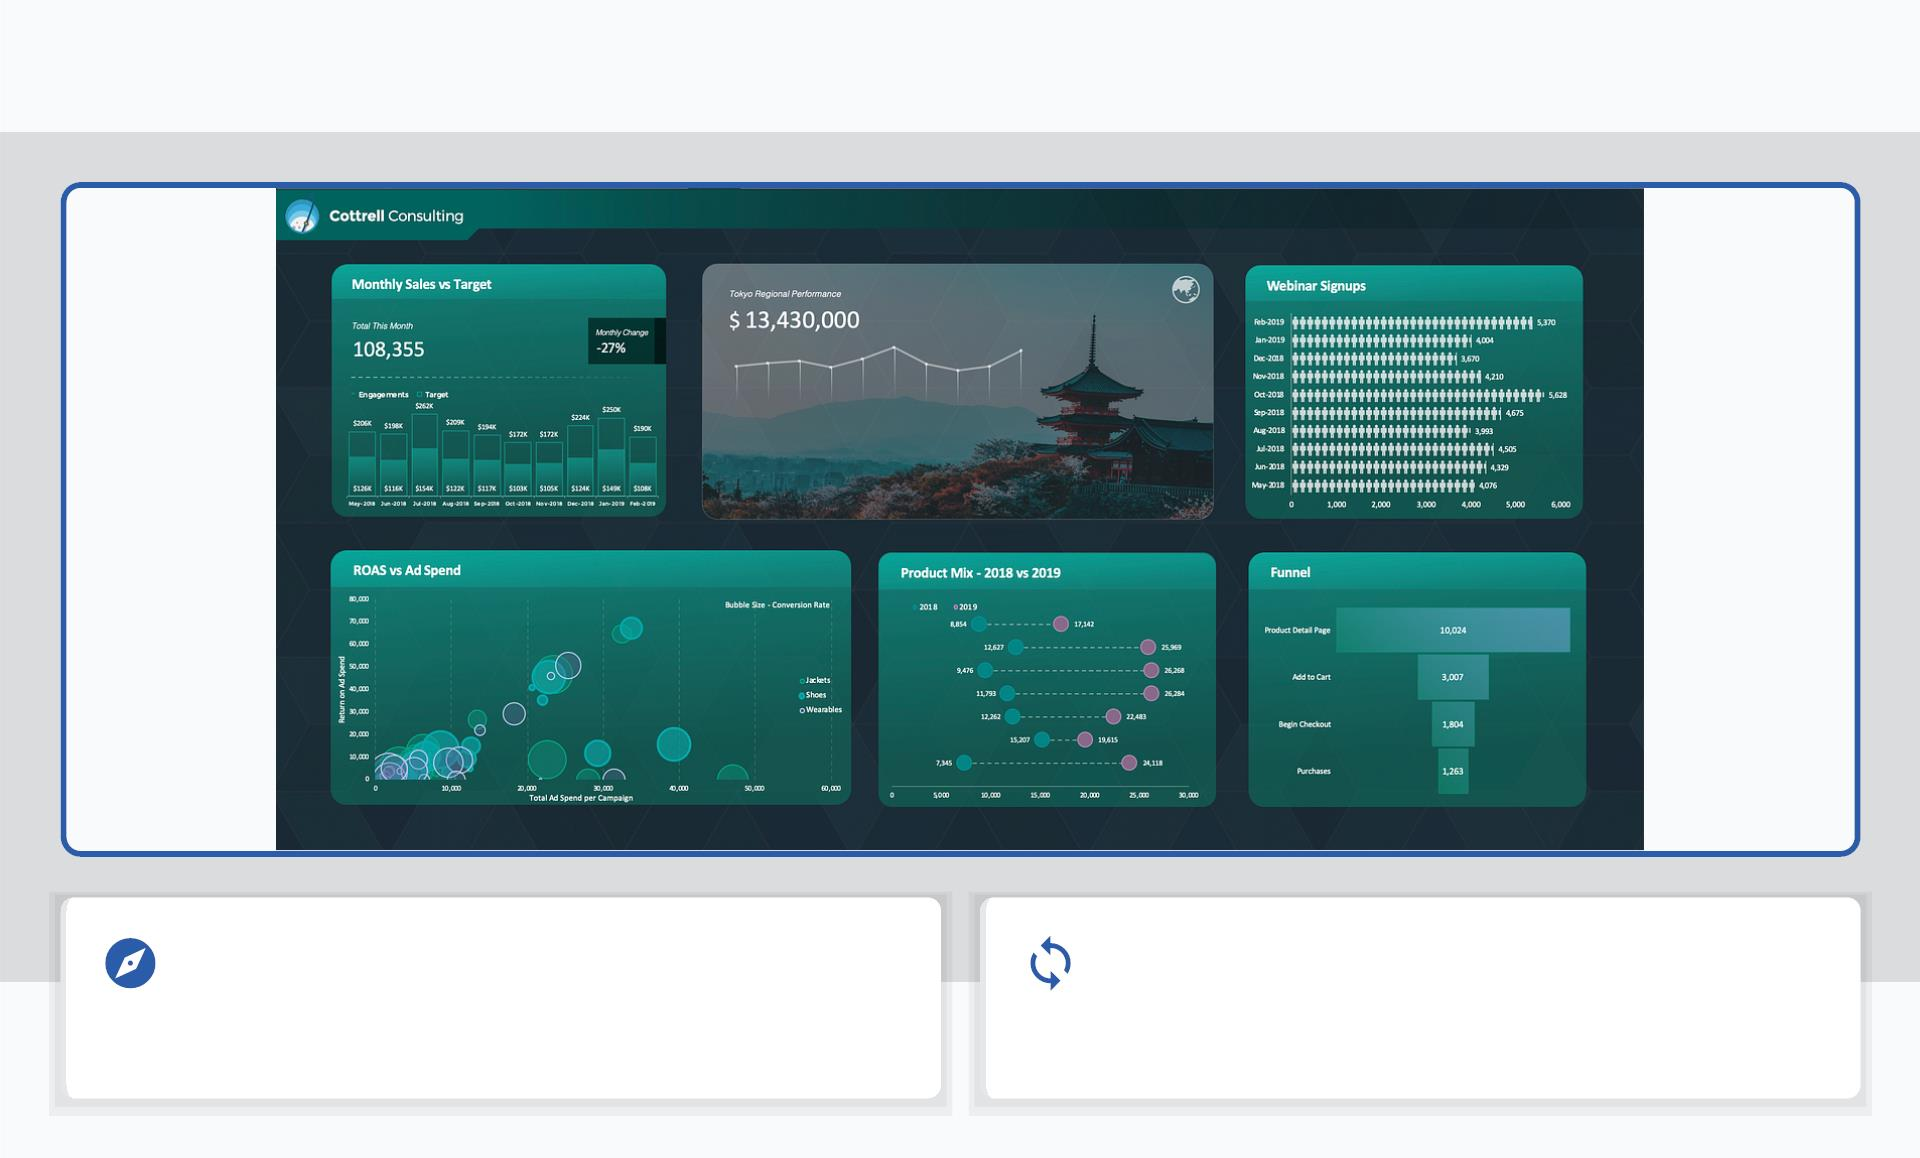 Cottrell Consulting
Monthly Sales vs Target
Total This Month
108,355
Monthly Change
-27%
Engagements Target
$206K $198K $262K $209K $194K $172K $172K $224K $250K $190K
$126K $116K $154K $122K $117K $103K $105K $124K $149K $108K
May-2018 Jun-2018 Jul-2018 Aug-2018 Sep-2018 Oct-2018 Nov-2018 Dec-2018 Jan-2019 Feb-2019
Tokyo Regional Performance
$ 13,430,000
Webinar Signups
Feb-2019 5,370
Jan-2019 4,004
Dec-2018 3,670
Nov-2018 4,210
Oct-2018 5,628
Sep-2018 4,675
Aug-2018 3,993
Jul-2018 4,505
Jun-2018 4,329
May-2018 4,076
0 1,000 2,000 3,000 4,000 5,000 6,000
ROAS vs Ad Spend
Bubble Size - Conversion Rate
Return on Ad Spend
80,000
70,000
60,000
50,000
40,000
30,000
20,000
10,000
0
Jackets
Shoes
Wearables
0 10,000 20,000 30,000 40,000 50,000 60,000
Total Ad Spend per Campaign
Product Mix - 2018 vs 2019
2018 2019
8,854 17,142
12,627 25,969
9,476 26,268
11,793 26,284
12,262 22,483
15,207 19,615
7,345 24,118
0 5,000 10,000 15,000 20,000 25,000 30,000
Funnel
Product Detail Page 10,024
Add to Cart 3,007
Begin Checkout 1,804
Purchases 1,263